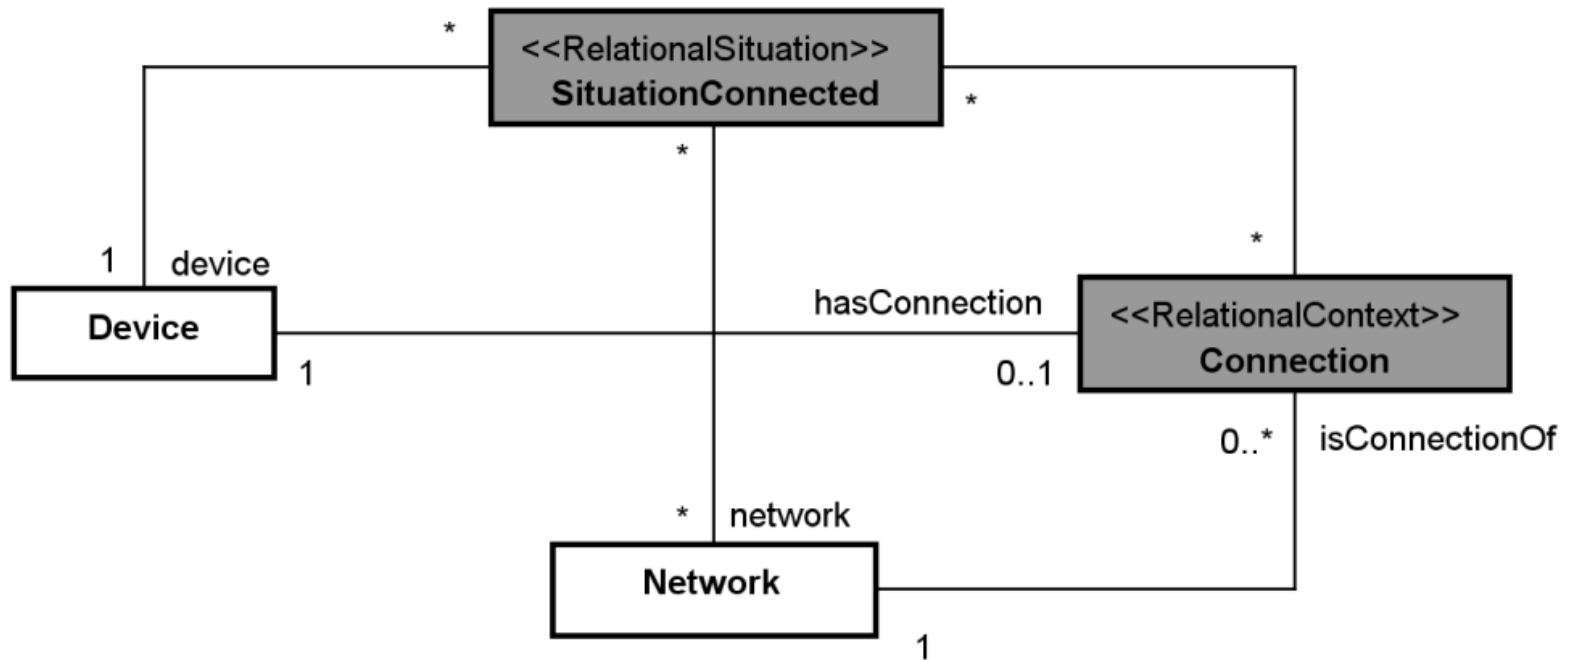 *
<<RelationalSituation>>
SituationConnected
*
*
1
device
*
Device
hasConnection
<<RelationalContext>>
Connection
1
0..1
0..*
isConnectionOf
*
network
Network
1